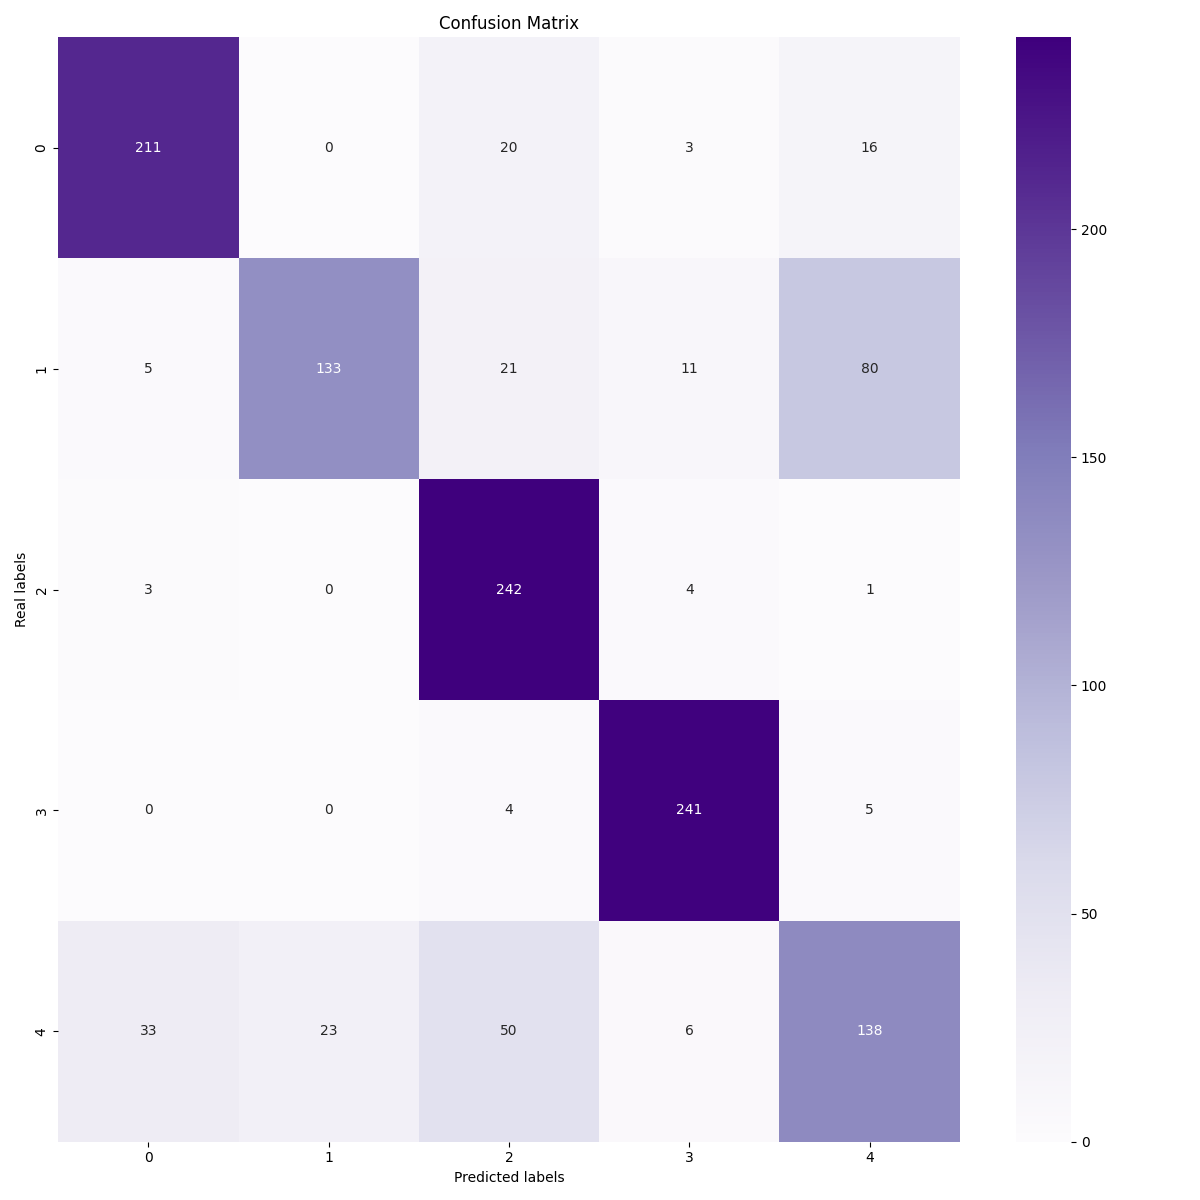 Confusion Matrix
0
211 0 20 3 16
1
5 133 21 11 80
2
3 0 242 4 1
3
0 0 4 241 5
4
33 23 50 6 138
Real labels
0 1 2 3 4
Predicted labels
200
150
100
50
0